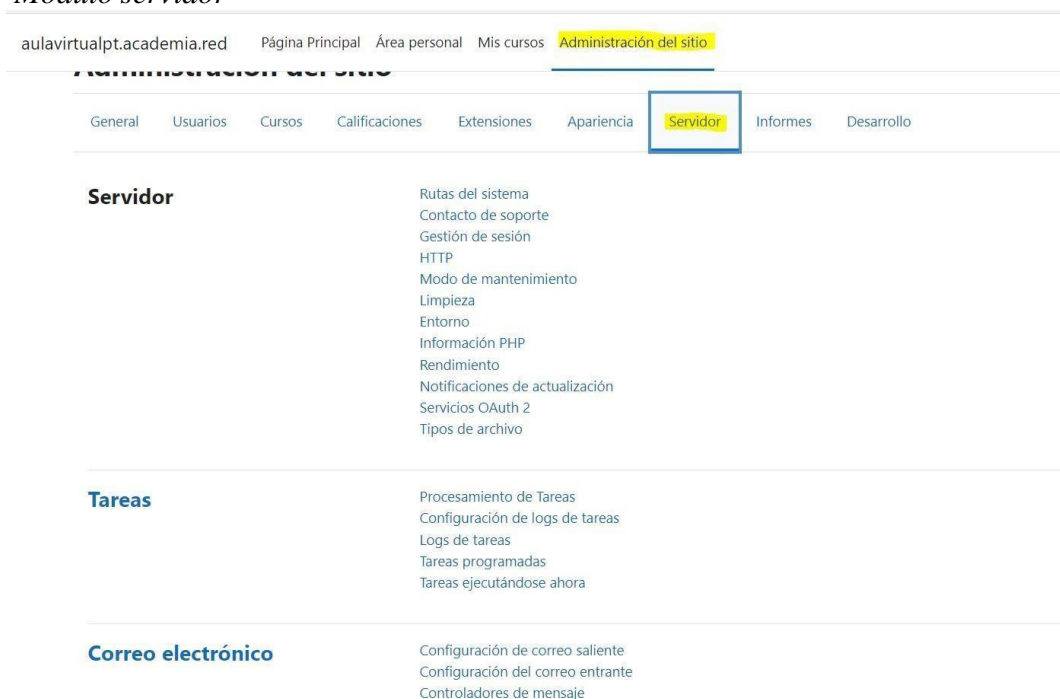 Módulo servidor
aulavirtualpt.academia.red Página Principal Área personal Mis cursos Administración del sitio
Administración del sitio
General Usuarios Cursos Calificaciones Extensiones Apariencia Servidor Informes Desarrollo
Servidor
Rutas del sistema
Contacto de soporte
Gestión de sesión
HTTP
Modo de mantenimiento
Limpieza
Entorno
Información PHP
Rendimiento
Notificaciones de actualización
Servicios OAuth 2
Tipos de archivo
Tareas
Procesamiento de Tareas
Configuración de logs de tareas
Logs de tareas
Tareas programadas
Tareas ejecutándose ahora
Correo electrónico
Configuración de correo saliente
Configuración del correo entrante
Controladores de mensaje